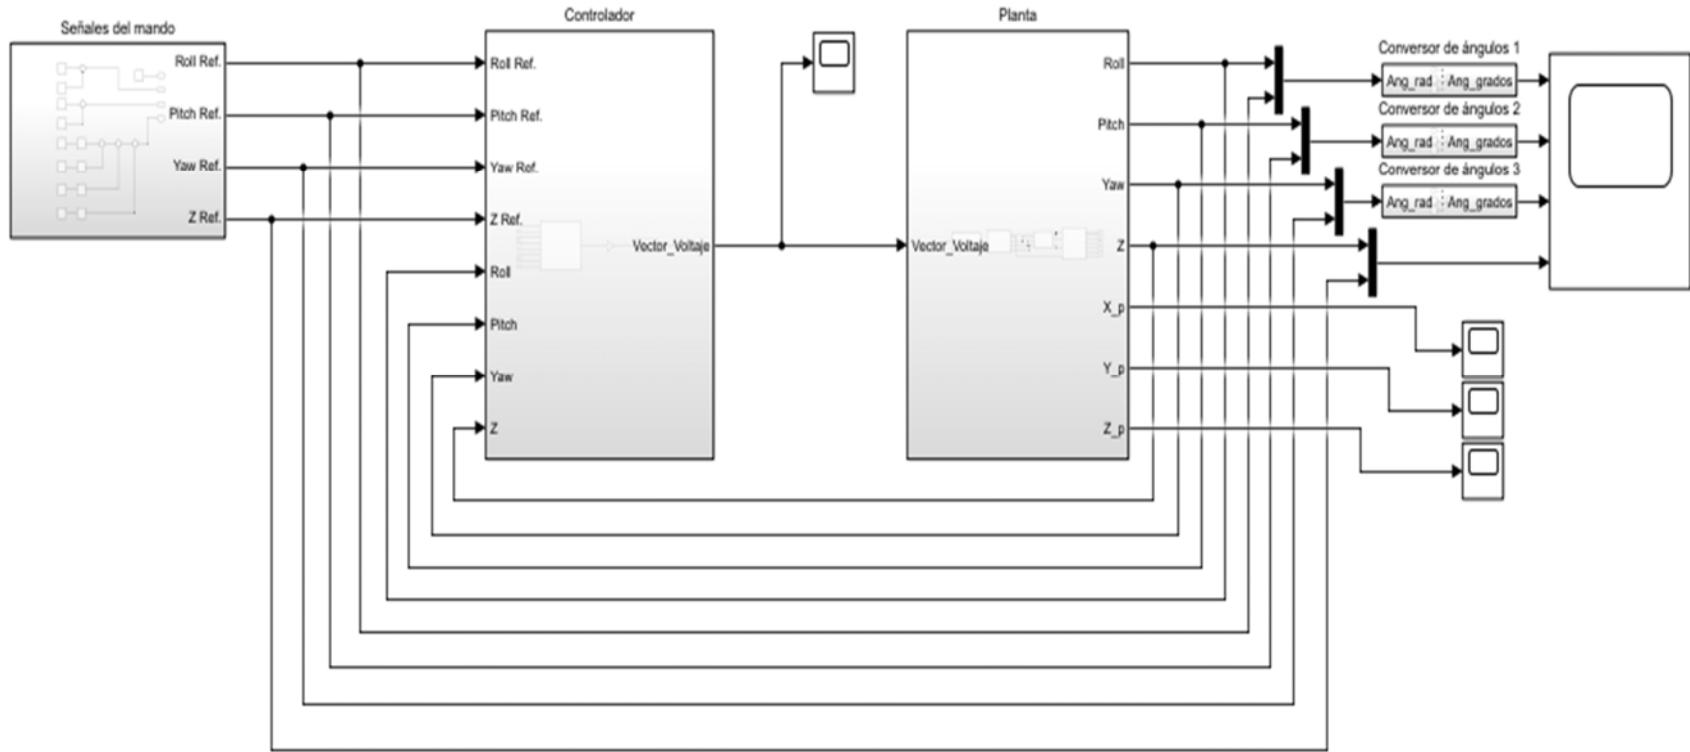 Señales del mando
Roll Ref.
Pitch Ref.
Yaw Ref.
Z Ref.
Controlador
Roll Ref.
Pitch Ref.
Yaw Ref.
Z Ref.
Roll
Pitch
Yaw
Z
Vector_Voltaje
Planta
Vector_Voltaje
Roll
Pitch
Yaw
Z
X_p
Y_p
Z_p
Conversor de ángulos 1
Ang_rad Ang_grados
Conversor de ángulos 2
Ang_rad Ang_grados
Conversor de ángulos 3
Ang_rad Ang_grados